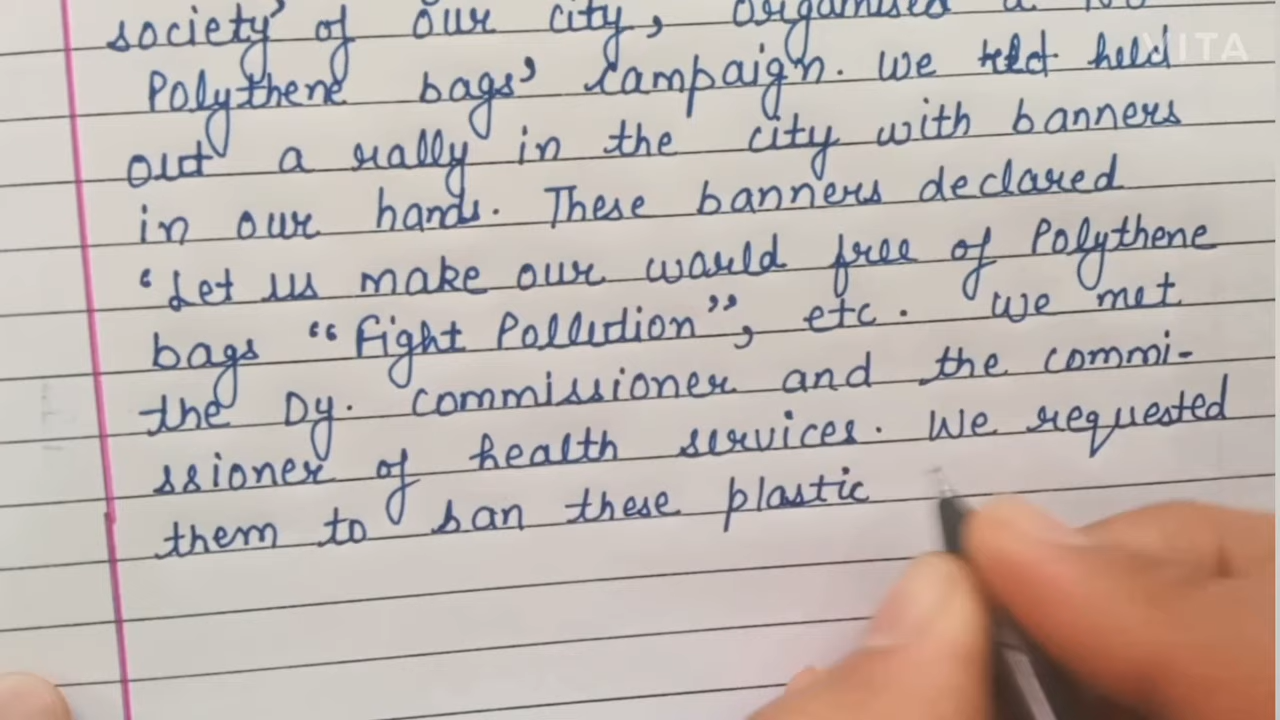 society' of our city, organised a
Polythene bags' campaign. We held
out a rally in the city with banners
in our hands. These banners declared
'Let us make our world free of Polythene
bags "Fight Pollution", etc. We met
the Dy. Commissioner and the commi-
ssioner of health services. We requested
them to ban these plastic
VITA